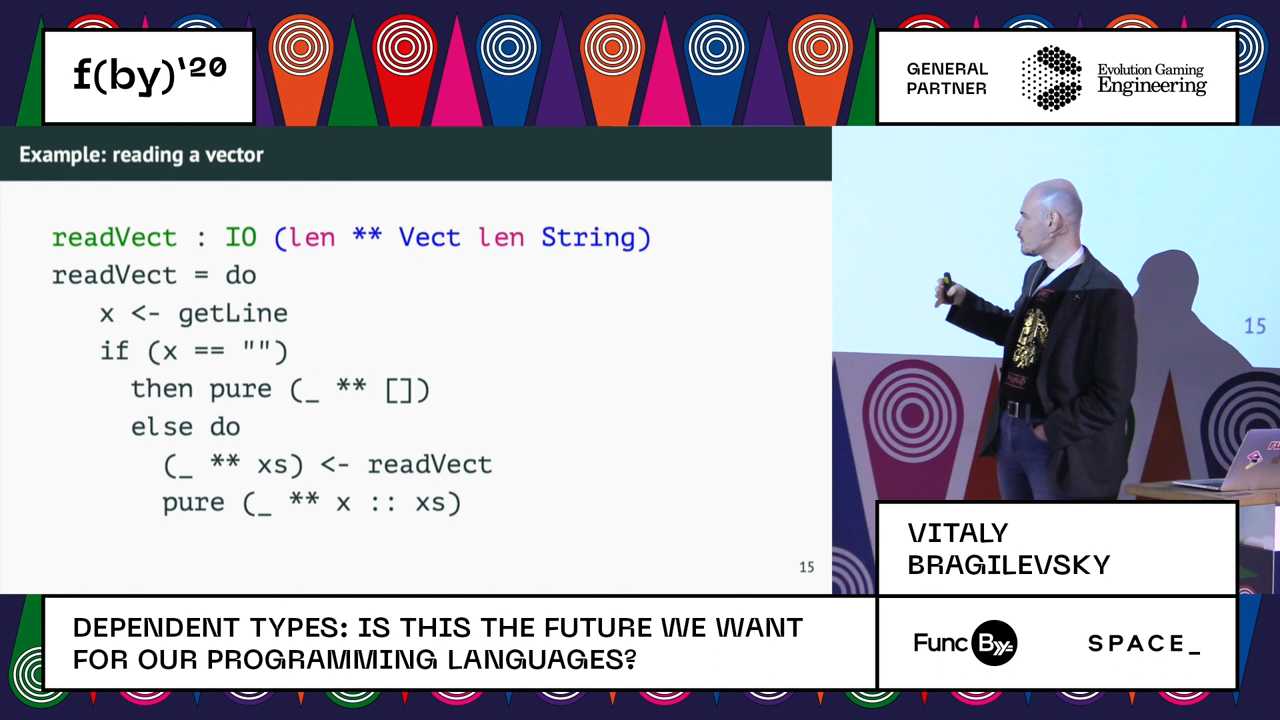 f(by)'20
GENERAL
PARTNER
Evolution Gaming
Engineering
Example: reading a vector
readVect : IO (len ** Vect len String)
readVect = do
x <- getLine
if (x == "")
then pure (_ ** [])
else do
(_ ** xs) <- readVect
pure (_ ** x :: xs)
15
15
VITALY
BRAGILEVSKY
DEPENDENT TYPES: IS THIS THE FUTURE WE WANT
FOR OUR PROGRAMMING LANGUAGES?
Func By
SPACE_